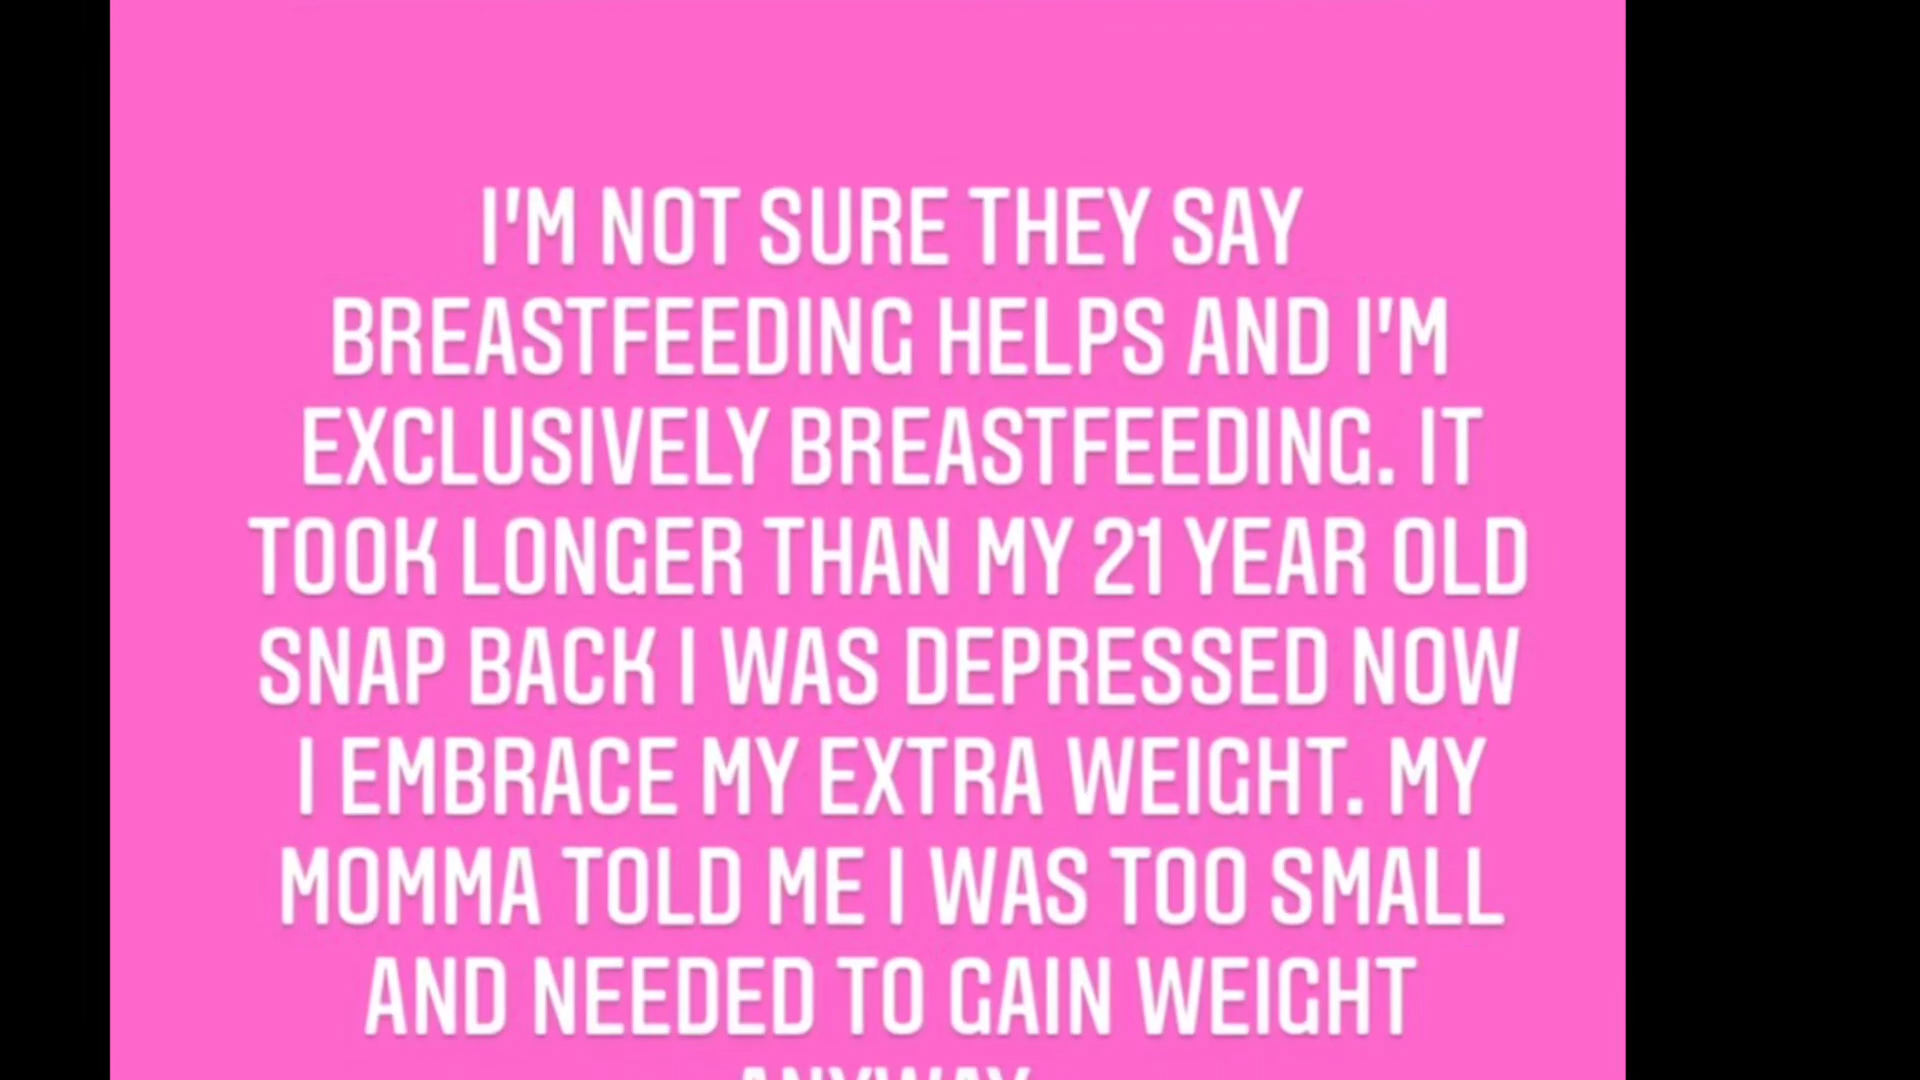 I'M NOT SURE THEY SAY
BREASTFEEDING HELPS AND I'M
EXCLUSIVELY BREASTFEEDING. IT
TOOK LONGER THAN MY 21 YEAR OLD
SNAP BACK I WAS DEPRESSED NOW
I EMBRACE MY EXTRA WEIGHT. MY
MOMMA TOLD ME I WAS TOO SMALL
AND NEEDED TO GAIN WEIGHT
ANYWAY